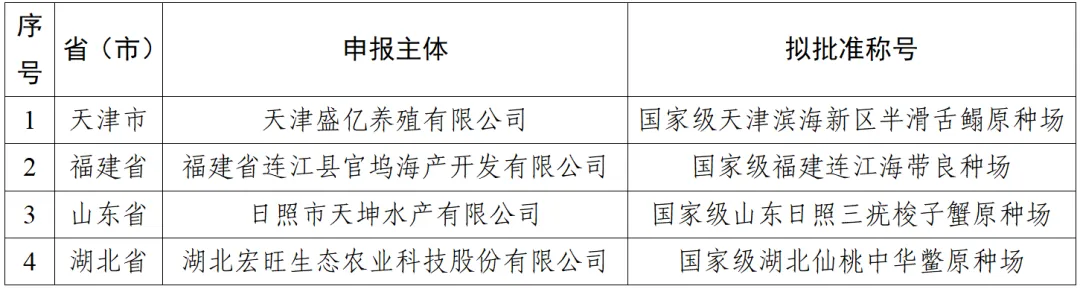 序号 省（市） 申报主体 拟批准称号
1 天津市 天津盛亿养殖有限公司 国家级天津滨海新区半滑舌鳎原种场
2 福建省 福建省连江县官坞海产开发有限公司 国家级福建连江海带良种场
3 山东省 日照市天坤水产有限公司 国家级山东日照三疣梭子蟹原种场
4 湖北省 湖北宏旺生态农业科技股份有限公司 国家级湖北仙桃中华鳖原种场